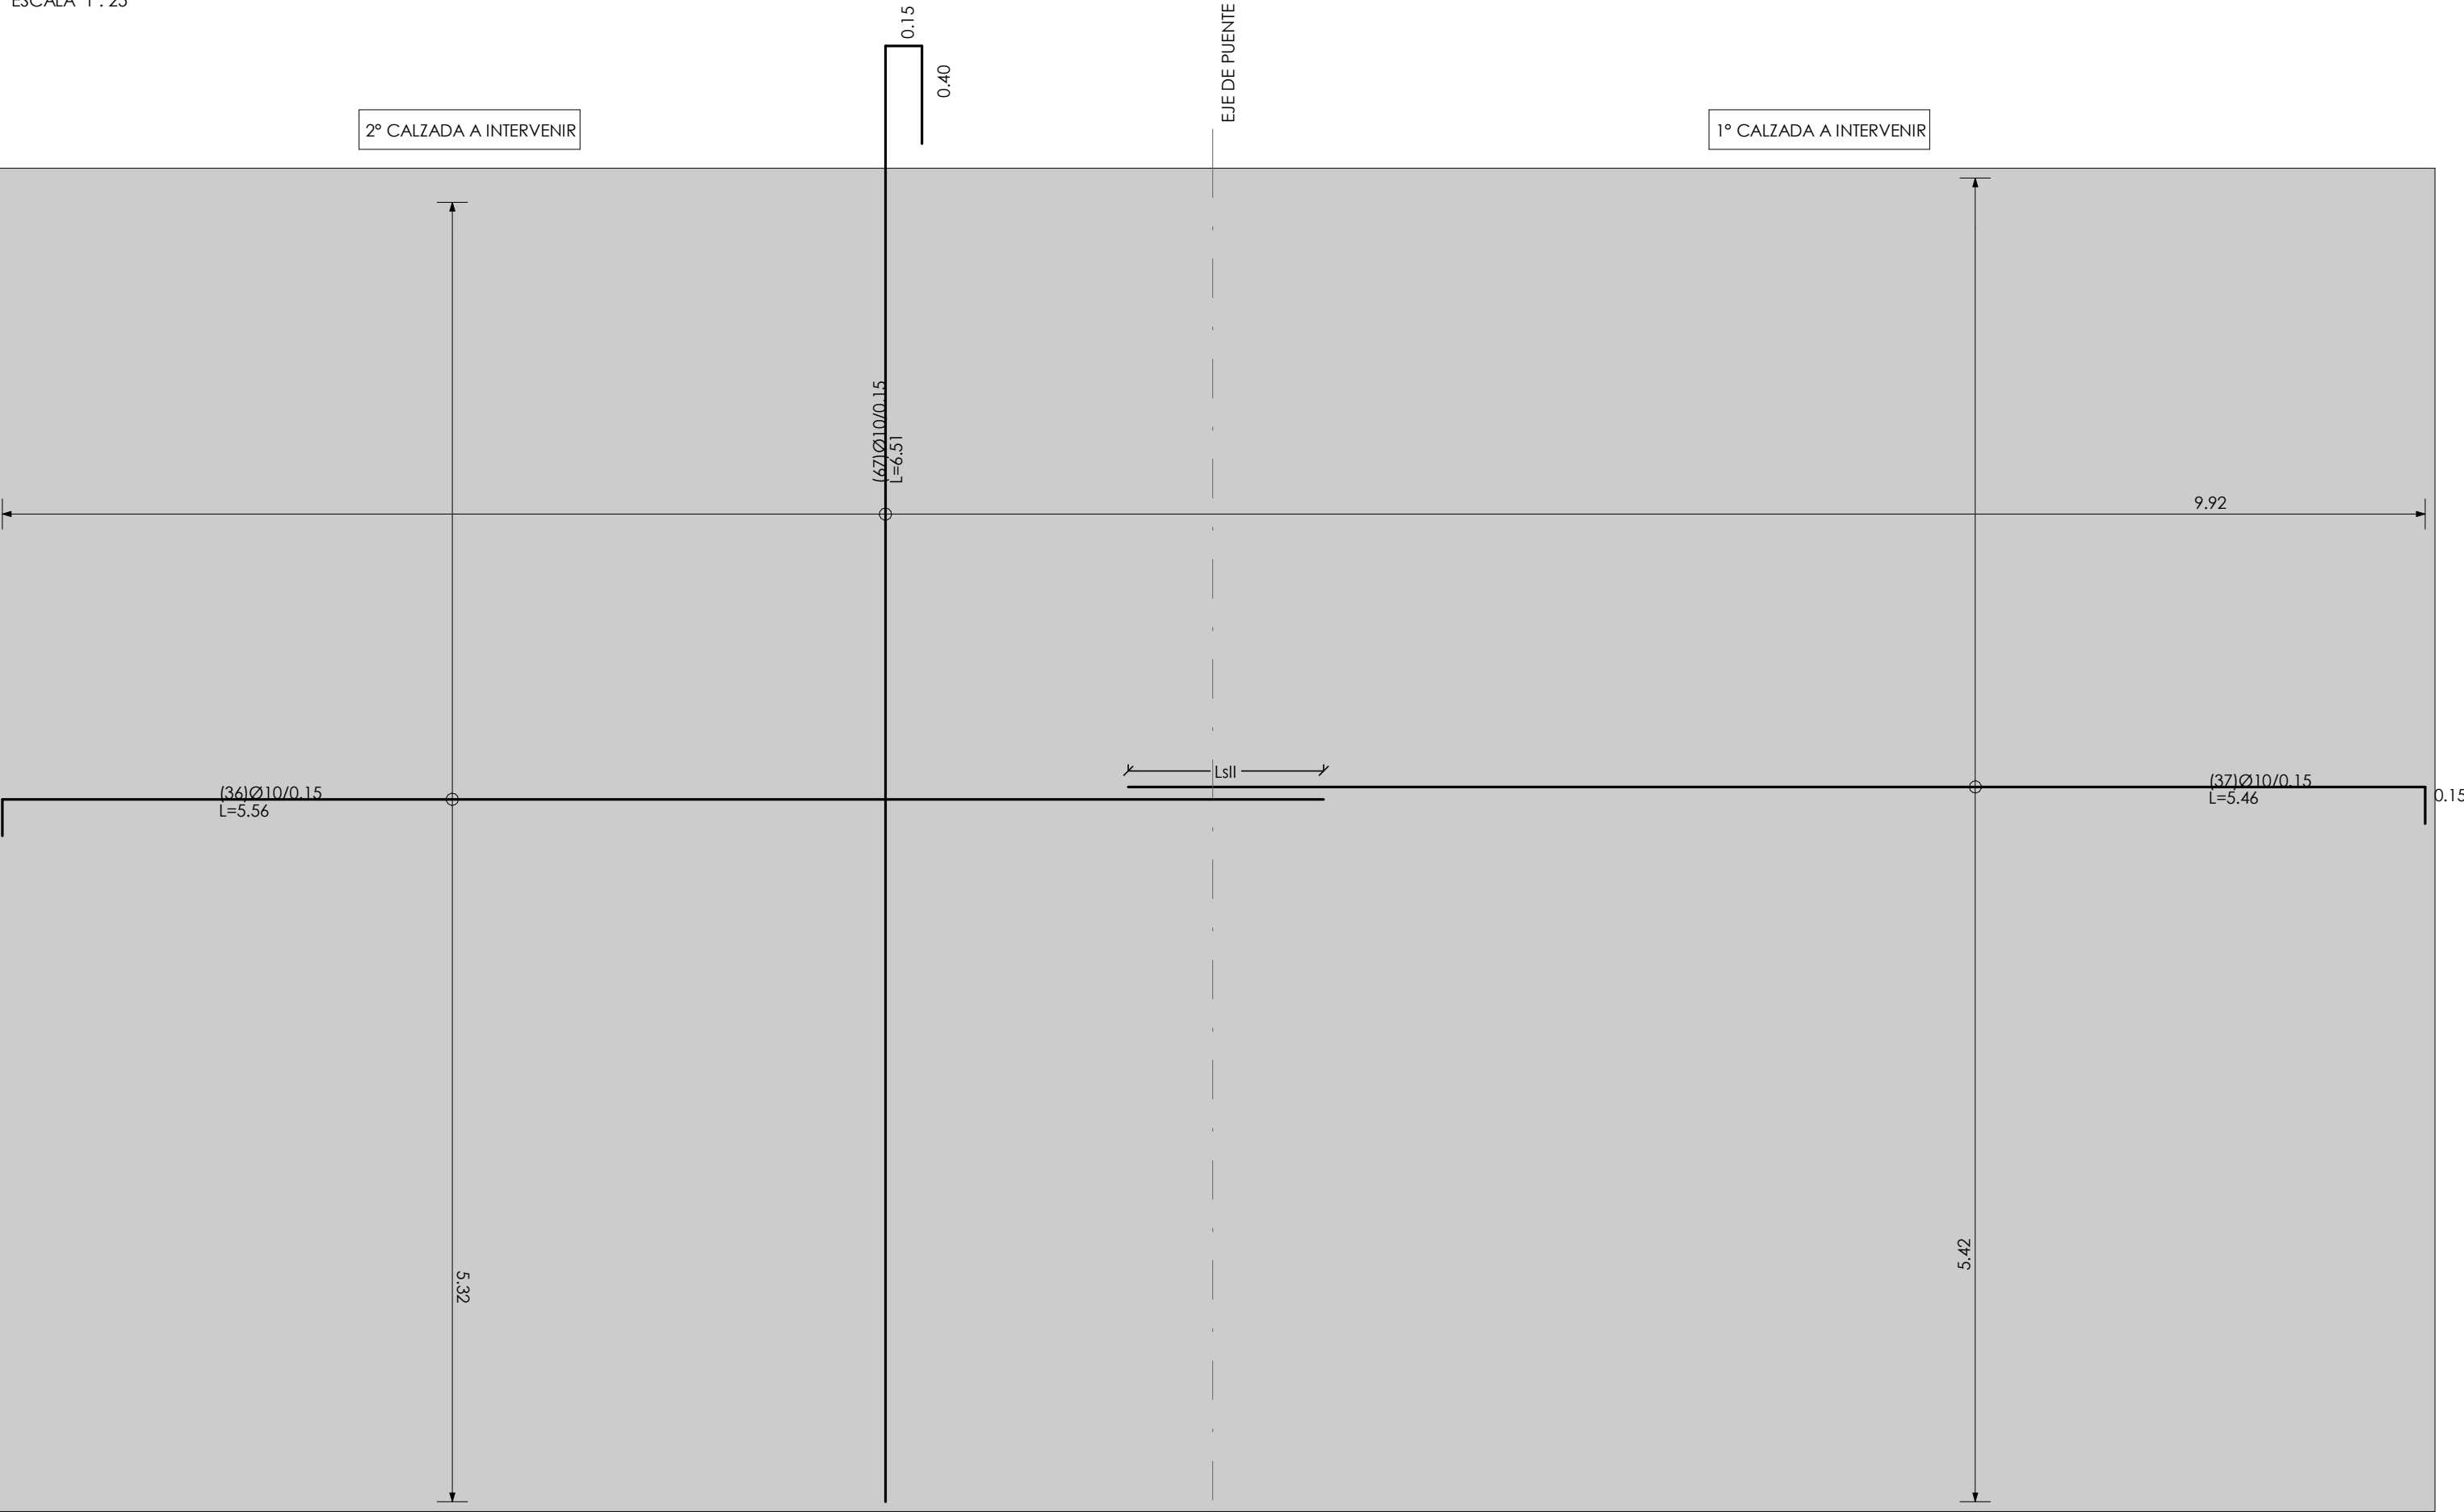 ESCALA 1 : 25
0.15
0.40
EJE DE PUENTE
2º CALZADA A INTERVENIR
1º CALZADA A INTERVENIR
(67)Ø10/0.15
L=6.51
9.92
LsII
(36)Ø10/0.15
L=5.56
(37)Ø10/0.15
L=5.46
0.15
5.32
5.42